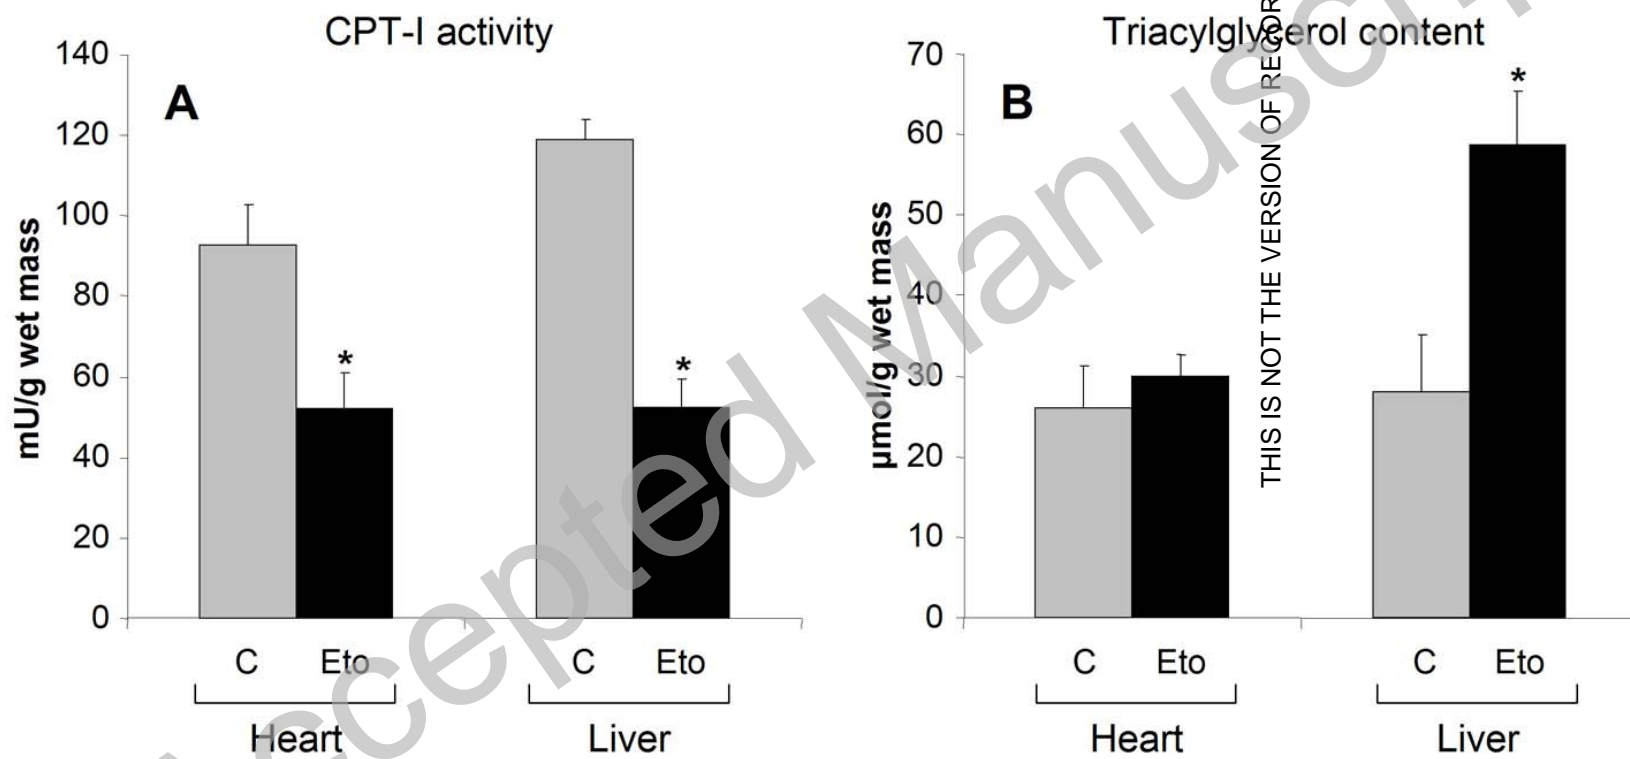 CPT-I activity
A
mU/g wet mass
140
120
100
80
60
40
20
0
*
*
C Eto C Eto
Heart Liver
Triacylglycerol content
B
µmol/g wet mass
70
60
50
40
30
20
10
0
*
C Eto C Eto
Heart Liver
THIS IS NOT THE VERSION OF
Manuscript